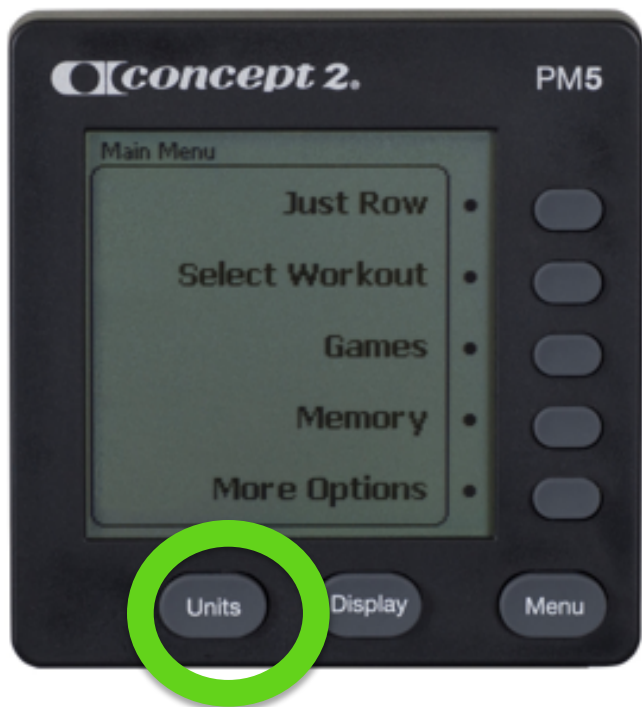 concept 2.
PM5
Main Menu
Just Row
Select Workout
Games
Memory
More Options
Units
Display
Menu